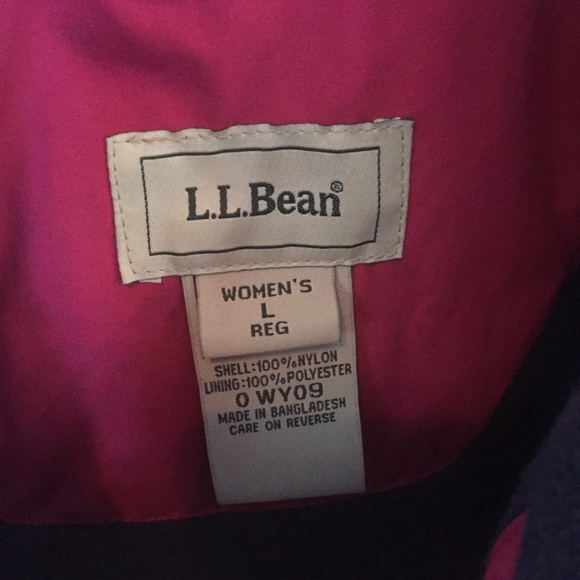 L.L.Bean®
WOMEN'S
L
REG
SHELL:100%NYLON
LINING:100%POLYESTER
0 WY09
MADE IN BANGLADESH
CARE ON REVERSE